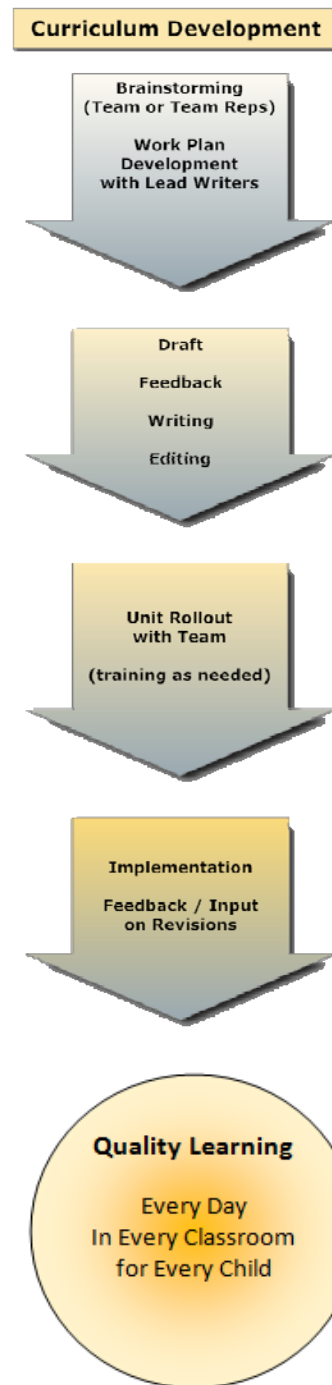 Curriculum Development
Brainstorming
(Team or Team Reps)
Work Plan
Development
with Lead Writers
Draft
Feedback
Writing
Editing
Unit Rollout
with Team
(training as needed)
Implementation
Feedback / Input
on Revisions
Quality Learning
Every Day
In Every Classroom
for Every Child